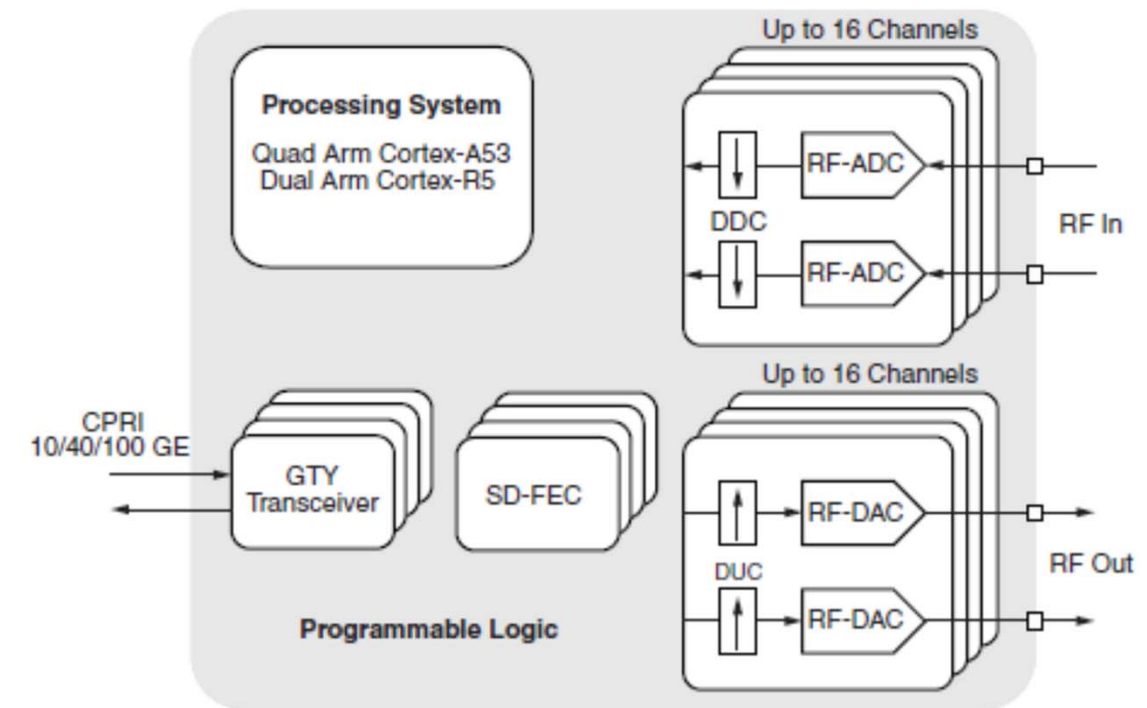 Up to 16 Channels
Processing System
Quad Arm Cortex-A53
Dual Arm Cortex-R5
RF-ADC
DDC
RF In
RF-ADC
Up to 16 Channels
CPRI
10/40/100 GE
GTY
Transceiver
SD-FEC
RF-DAC
DUC
RF Out
RF-DAC
Programmable Logic